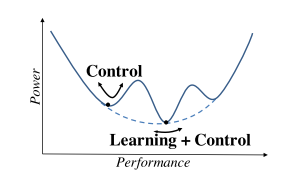 Power
Control
Learning + Control
Performance